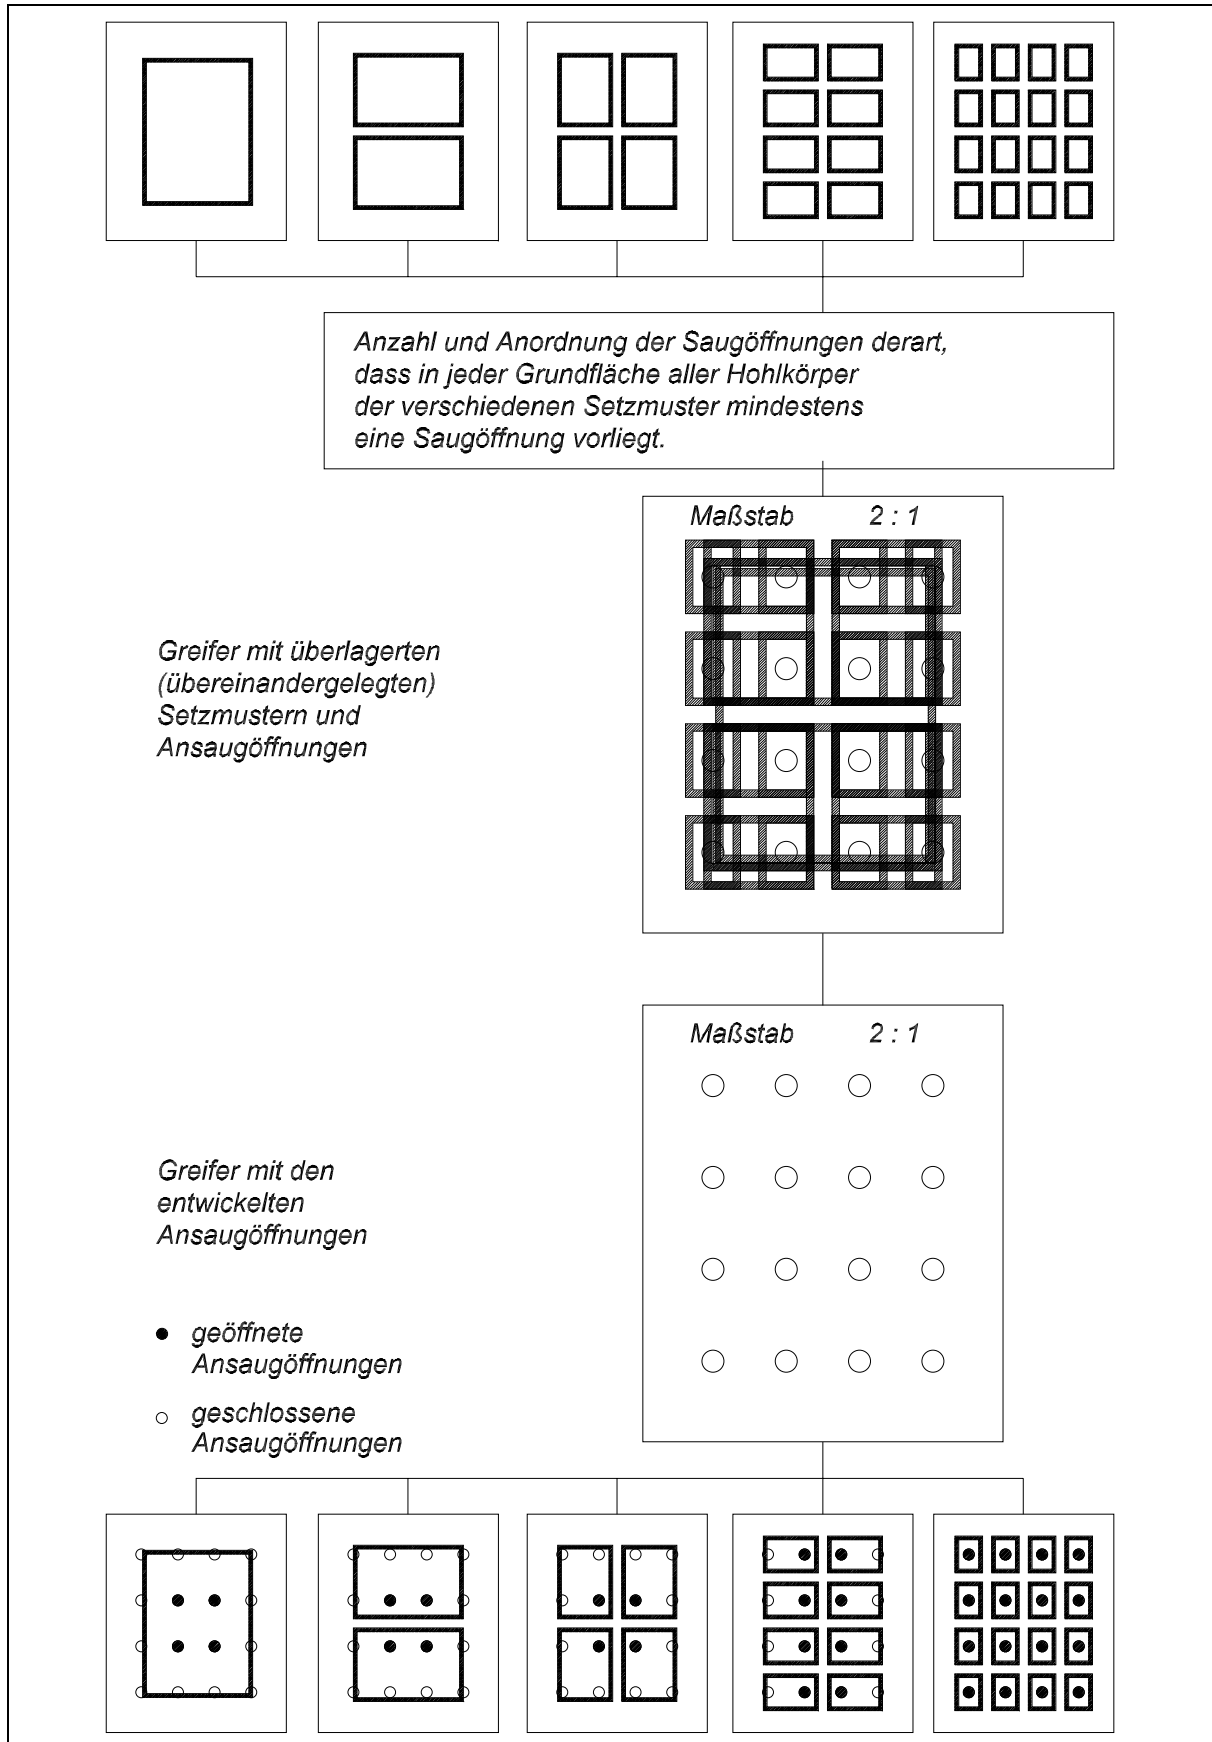 Anzahl und Anordnung der Saugöffnungen derart,
dass in jeder Grundfläche aller Hohlkörper
der verschiedenen Setzmuster mindestens
eine Saugöffnung vorliegt.
Maßstab 2 : 1
Greifer mit überlagerten
(übereinandergelegten)
Setzmustern und
Ansaugöffnungen
Maßstab 2 : 1
Greifer mit den
entwickelten
Ansaugöffnungen
geöffnete
Ansaugöffnungen
geschlossene
Ansaugöffnungen